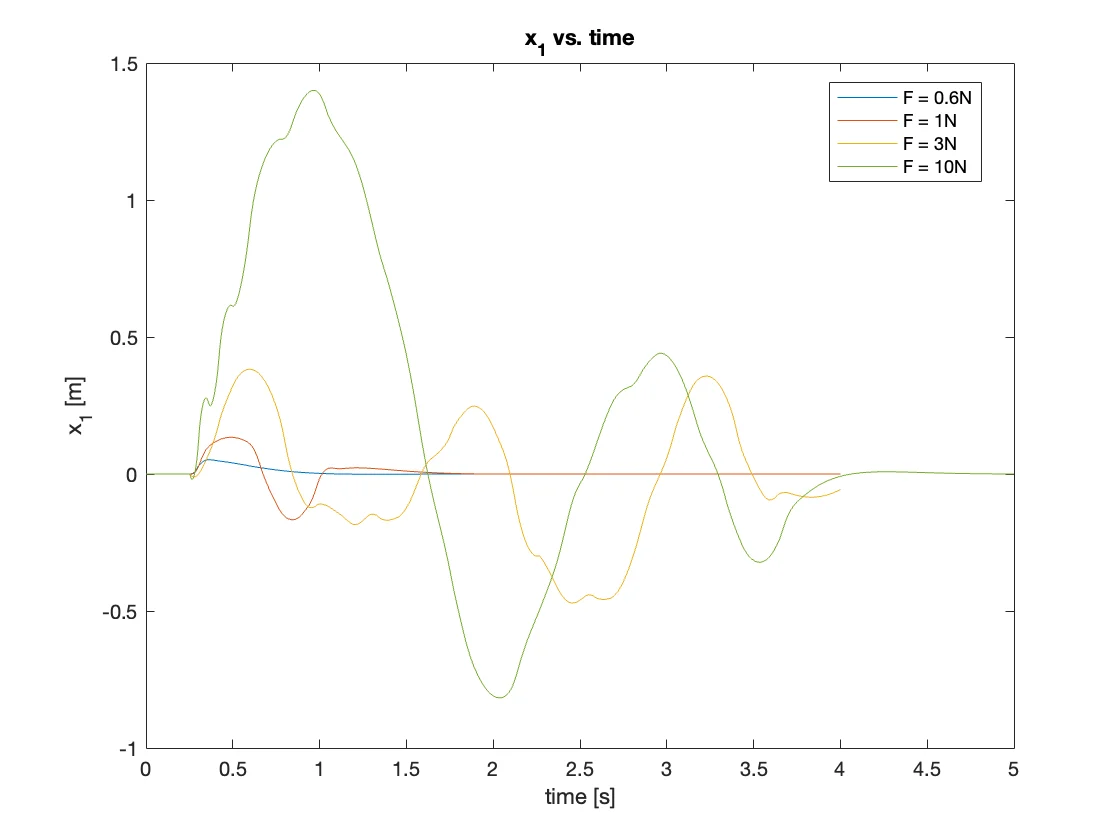 x1 vs. time
F = 0.6N
F = 1N
F = 3N
F = 10N
1.5
1
0.5
0
-0.5
-1
x1 [m]
0 0.5 1 1.5 2 2.5 3 3.5 4 4.5 5
time [s]